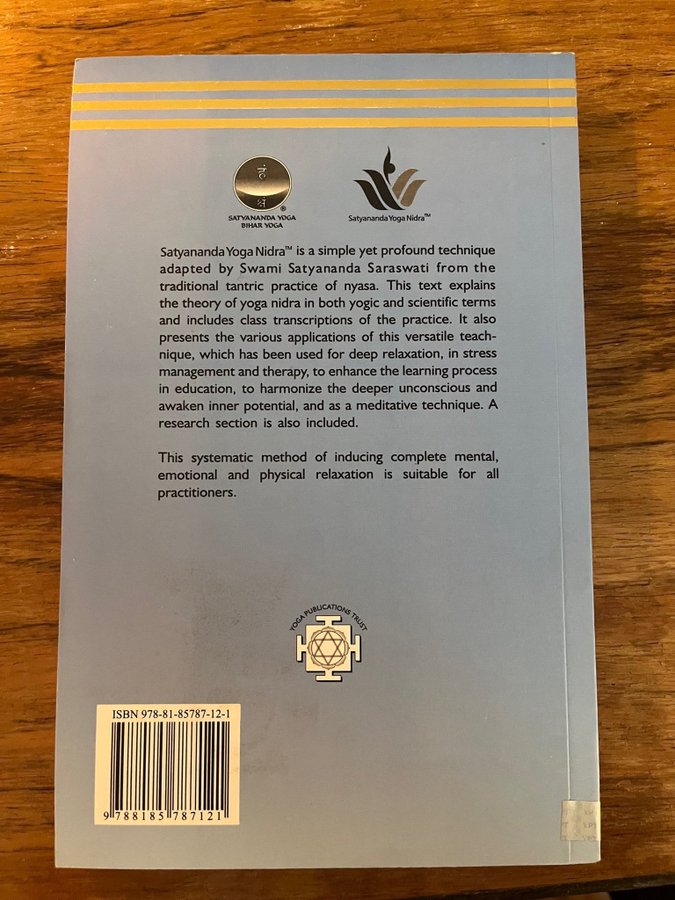 हं
क्षं
®
SATYANANDA YOGA
BIHAR YOGA
Satyananda Yoga Nidra™
Satyananda Yoga Nidra™ is a simple yet profound technique
adapted by Swami Satyananda Saraswati from the
traditional tantric practice of nyasa. This text explains
the theory of yoga nidra in both yogic and scientific terms
and includes class transcriptions of the practice. It also
presents the various applications of this versatile teach-
nique, which has been used for deep relaxation, in stress
management and therapy, to enhance the learning process
in education, to harmonize the deeper unconscious and
awaken inner potential, and as a meditative technique. A
research section is also included.
This systematic method of inducing complete mental,
emotional and physical relaxation is suitable for all
practitioners.
YOGA PUBLICATIONS TRUST
ISBN 978-81-85787-12-1
9 788185 787121